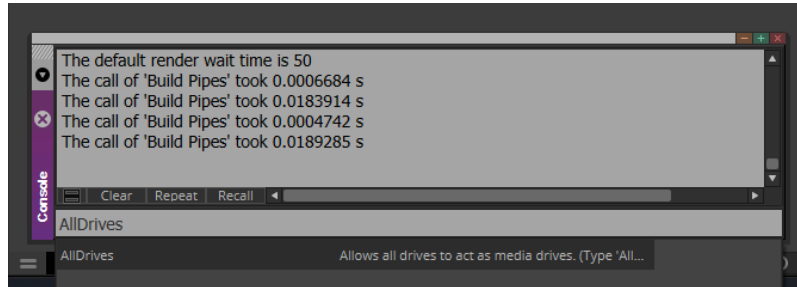 The default render wait time is 50
The call of 'Build Pipes' took 0.0006684 s
The call of 'Build Pipes' took 0.0183914 s
The call of 'Build Pipes' took 0.0004742 s
The call of 'Build Pipes' took 0.0189285 s
Console
Clear Repeat Recall
AllDrives
AllDrives Allows all drives to act as media drives. (Type 'All...